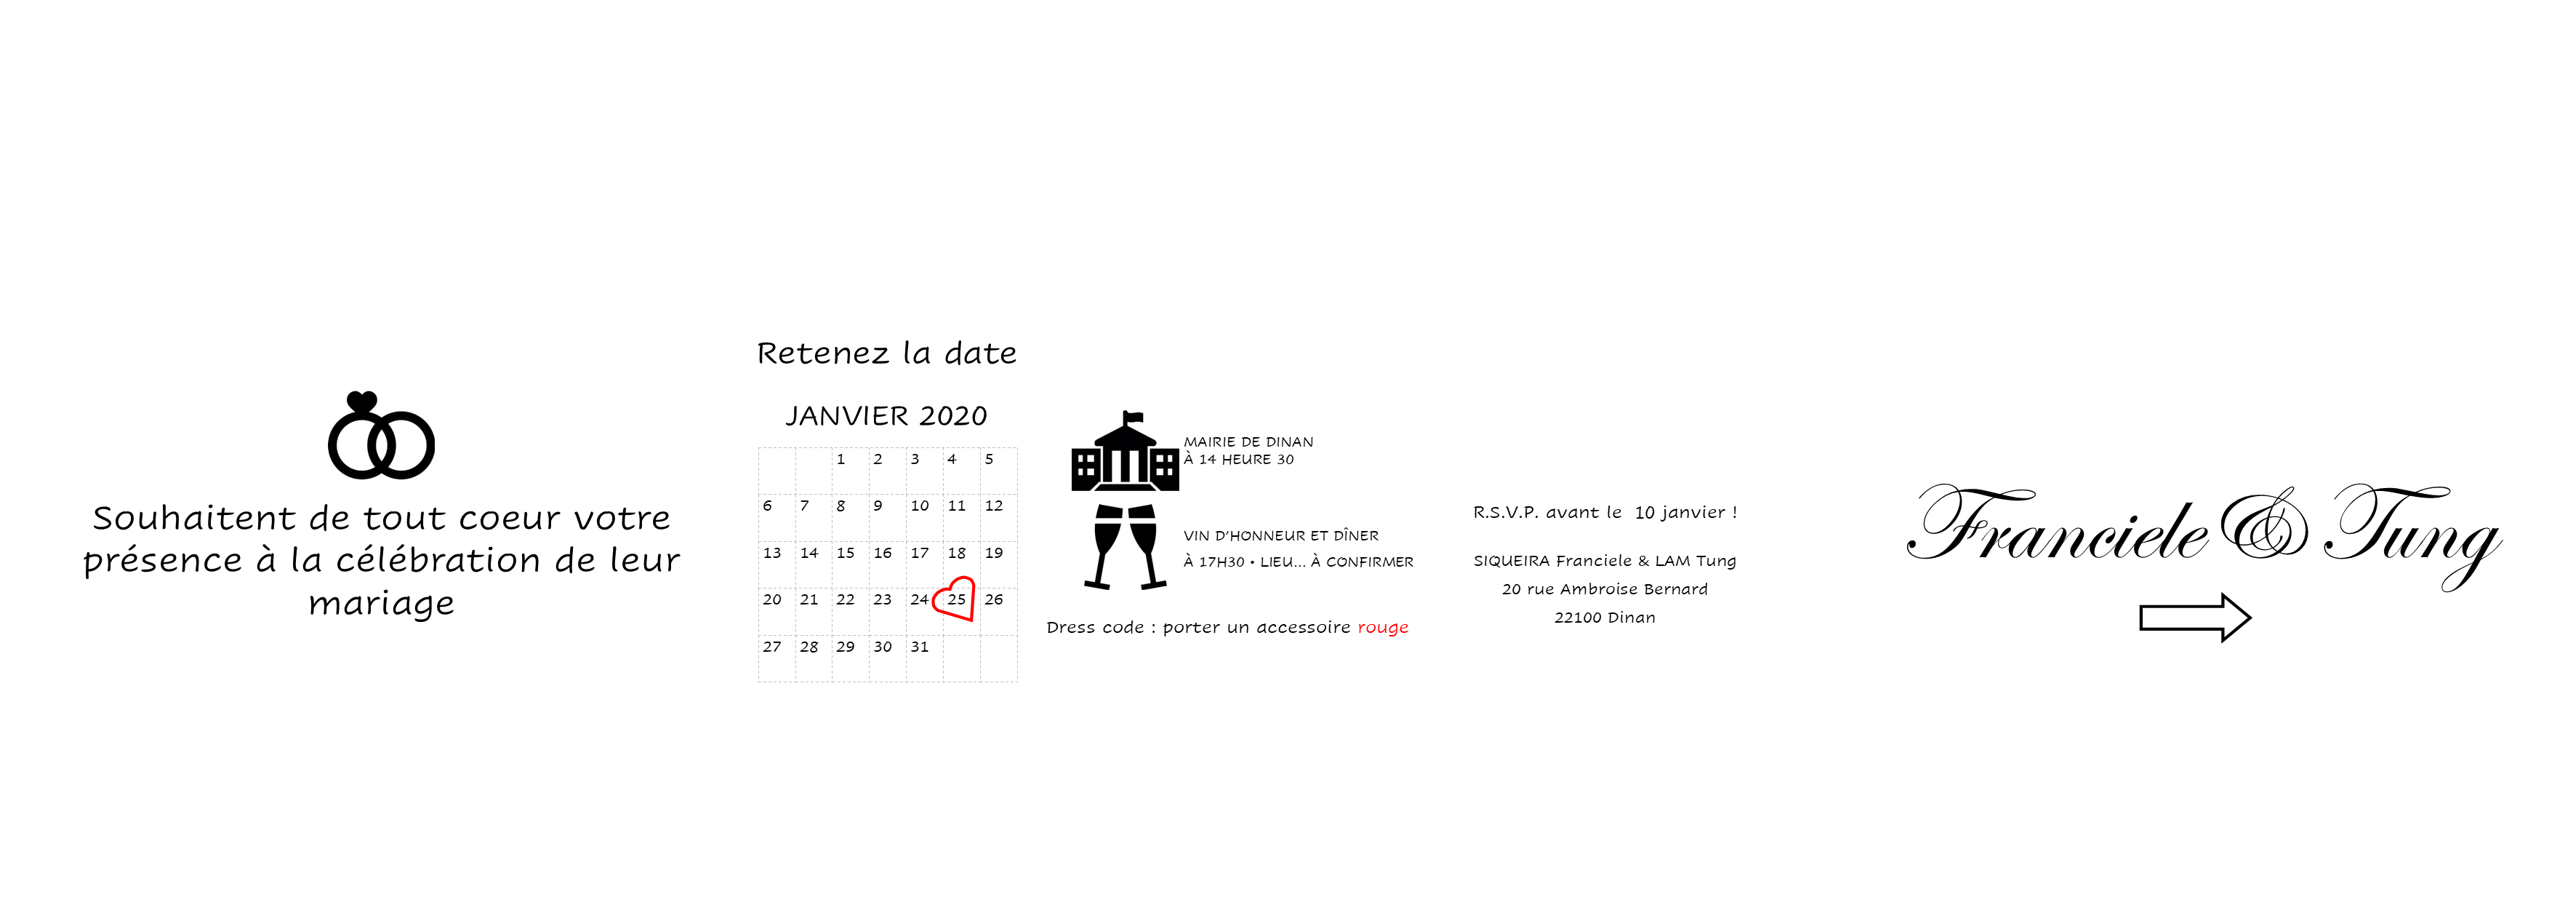 Souhaitent de tout coeur votre
présence à la célébration de leur
mariage
Retenez la date
JANVIER 2020
1 2 3 4 5
6 7 8 9 10 11 12
13 14 15 16 17 18 19
20 21 22 23 24 25 26
27 28 29 30 31
MAIRIE DE DINAN
À 14 HEURE 30
VIN D’HONNEUR ET DÎNER
À 17H30 • LIEU... À CONFIRMER
Dress code : porter un accessoire rouge
R.S.V.P. avant le 10 janvier !
SIQUEIRA Franciele & LAM Tung
20 rue Ambroise Bernard
22100 Dinan
Franciele & Tung